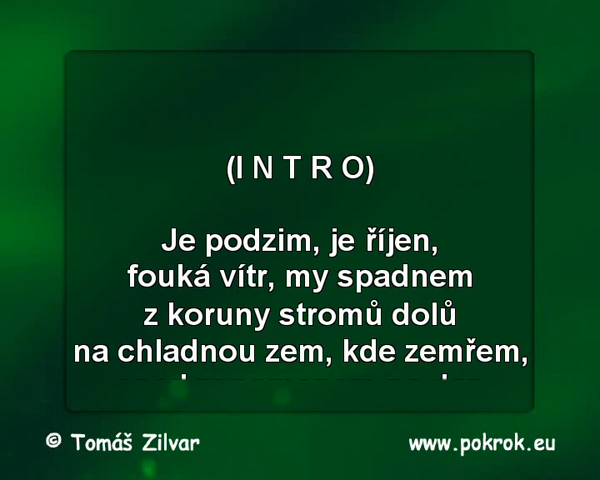 (I N T R O)
Je podzim, je říjen,
fouká vítr, my spadnem
z koruny stromů dolů
na chladnou zem, kde zemřem,
© Tomáš Zilvar
www.pokrok.eu